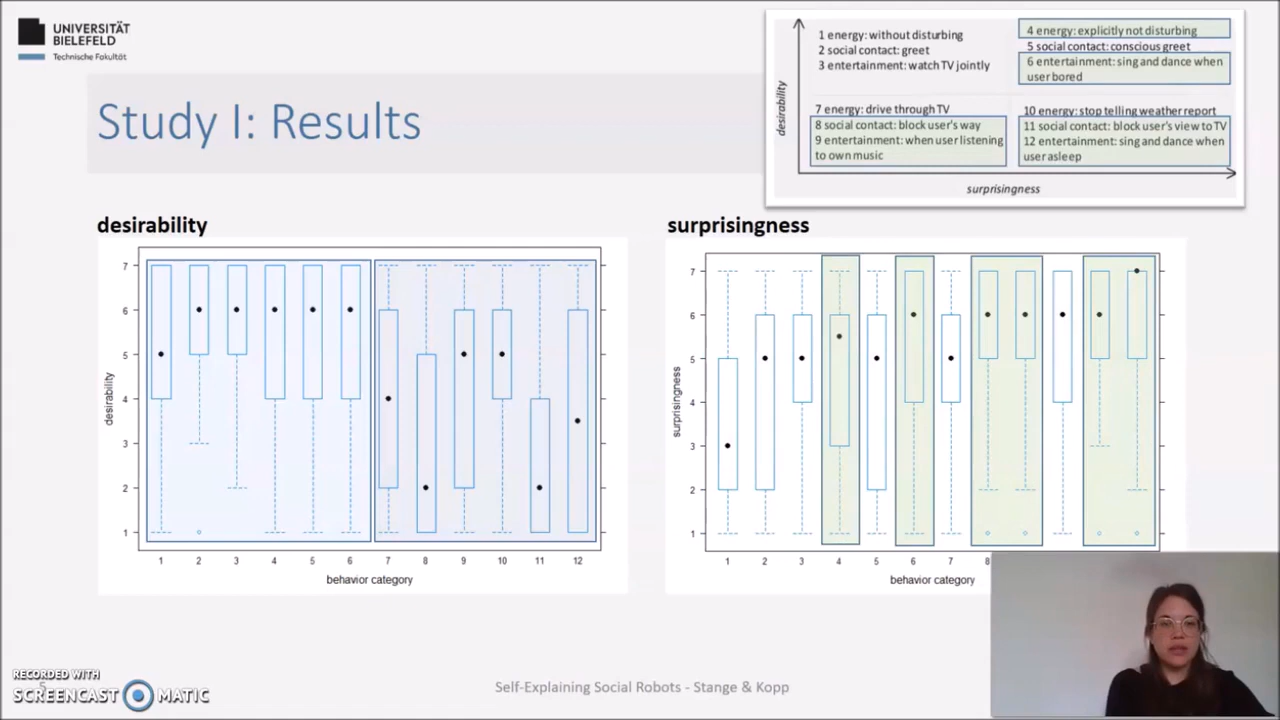 UNIVERSITÄT
BIELEFELD
Technische Fakultät
Study I: Results
desirability
1 energy: without disturbing
2 social contact: greet
3 entertainment: watch TV jointly
4 energy: explicitly not disturbing
5 social contact: conscious greet
6 entertainment: sing and dance when
user bored
7 energy: drive through TV
8 social contact: block user's way
9 entertainment: when user listening
to own music
10 energy: stop telling weather report
11 social contact: block user's view to TV
12 entertainment: sing and dance when
user asleep
surprisingness
desirability
desirability
7
6
5
4
3
2
1
1 2 3 4 5 6 7 8 9 10 11 12
behavior category
surprisingness
surprisingness
7
6
5
4
3
2
1
1 2 3 4 5 6 7 8
behavior category
RECORDED WITH
SCREENCAST MATIC
Self-Explaining Social Robots - Stange & Kopp